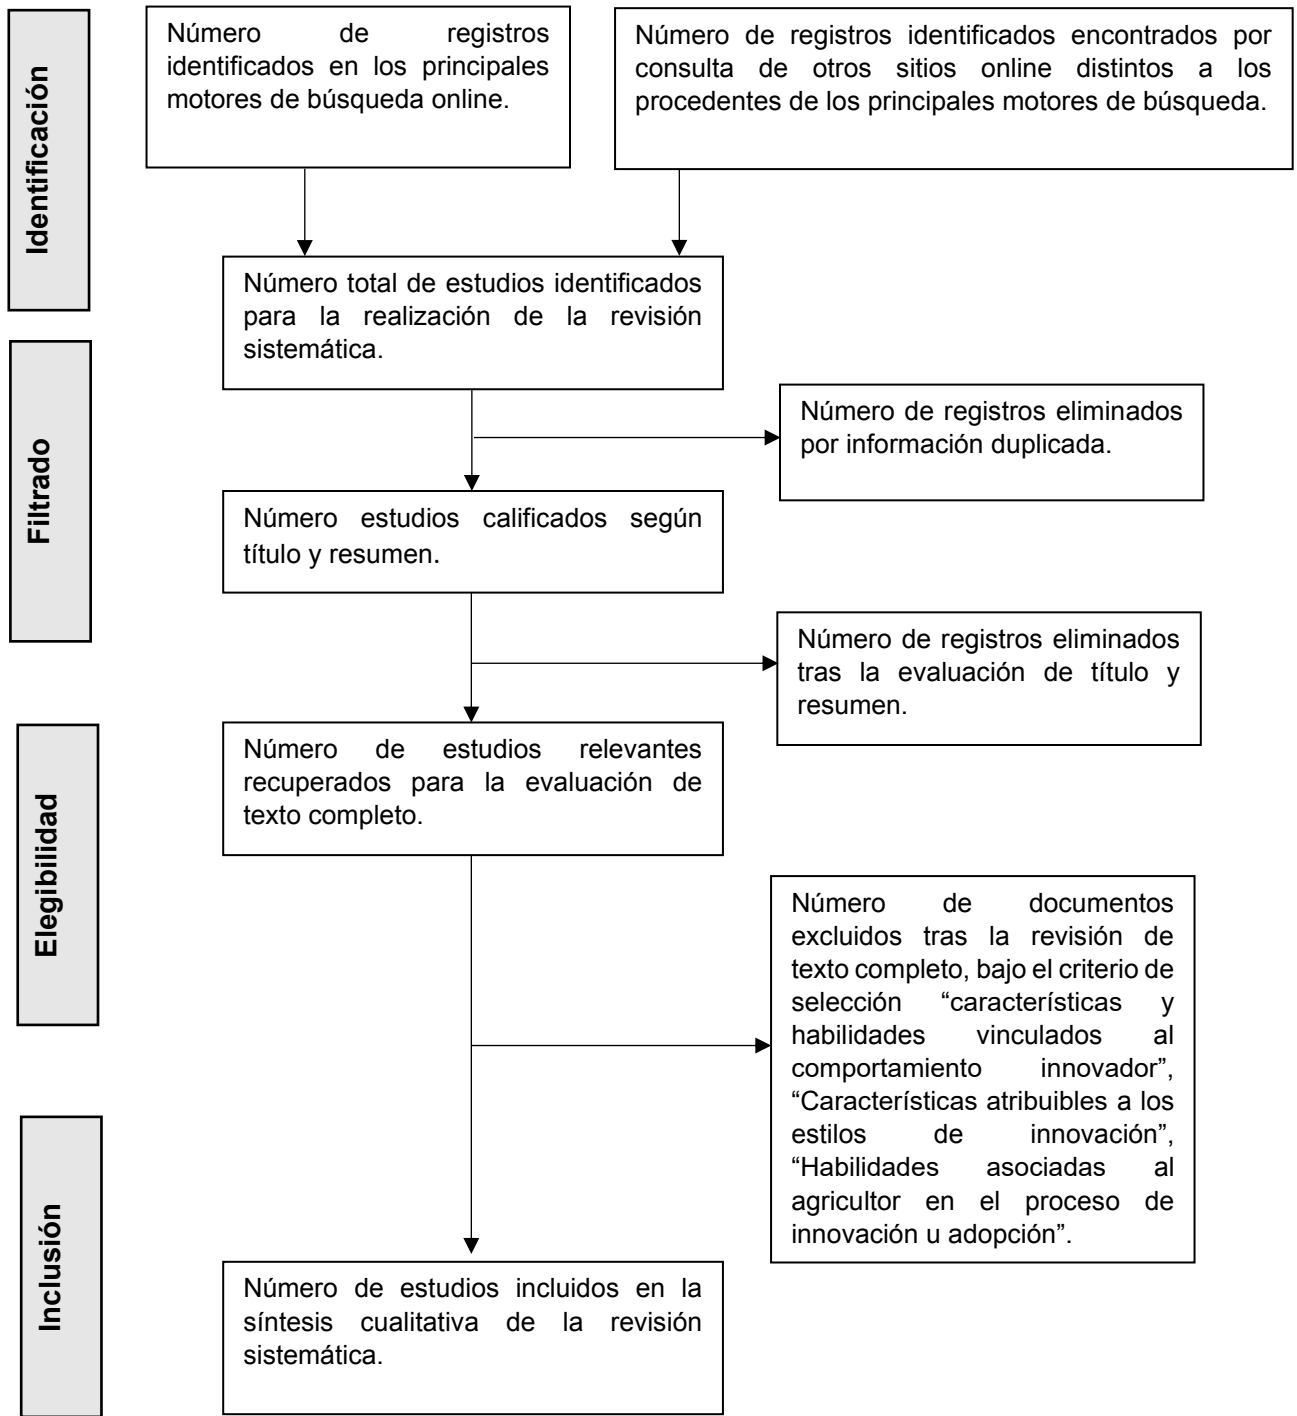 Identificación
Número de registros
identificados en los principales
motores de búsqueda online.
Número de registros identificados encontrados por
consulta de otros sitios online distintos a los
procedentes de los principales motores de búsqueda.
Número total de estudios identificados
para la realización de la revisión
sistemática.
Filtrado
Número de registros eliminados
por información duplicada.
Número estudios calificados según
título y resumen.
Número de registros eliminados
tras la evaluación de título y
resumen.
Elegibilidad
Número de estudios relevantes
recuperados para la evaluación de
texto completo.
Número de documentos
excluidos tras la revisión de
texto completo, bajo el criterio de
selección “características y
habilidades vinculados al
comportamiento innovador”,
“Características atribuibles a los
estilos de innovación”,
“Habilidades asociadas al
agricultor en el proceso de
innovación u adopción”.
Inclusión
Número de estudios incluidos en la
síntesis cualitativa de la revisión
sistemática.